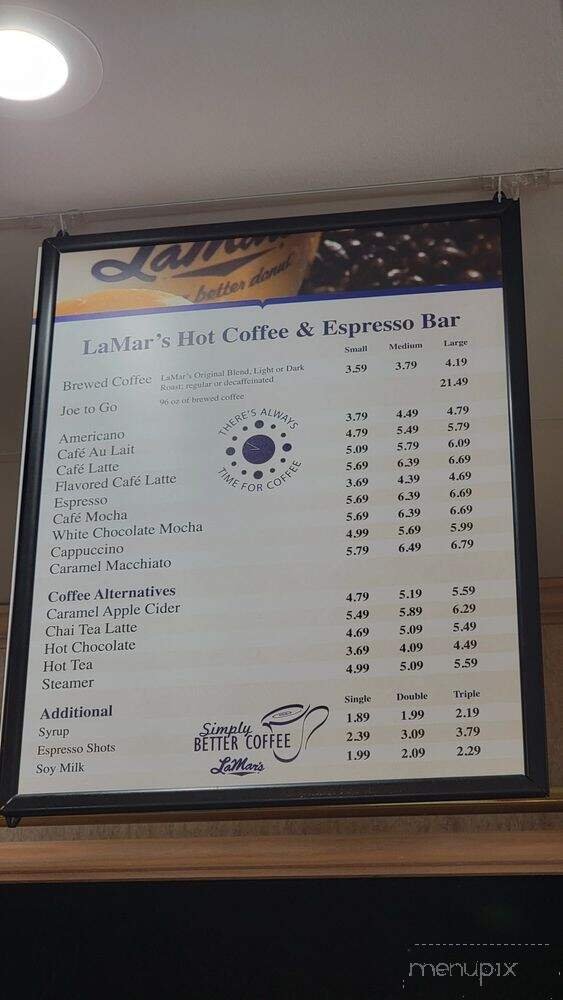 LaMar's
better donut
LaMar's Hot Coffee & Espresso Bar
Small Medium Large
Brewed Coffee LaMar's Original Blend, Light or Dark 3.59 3.79 4.19
Roast; regular or decaffeinated
Joe to Go 96 oz of brewed coffee 21.49
THERE'S ALWAYS
TIME FOR COFFEE
Americano 3.79 4.49 4.79
Café Au Lait 4.79 5.49 5.79
Café Latte 5.09 5.79 6.09
Flavored Café Latte 5.69 6.39 6.69
Espresso 3.69 4.39 4.69
Café Mocha 5.69 6.39 6.69
White Chocolate Mocha 5.69 6.39 6.69
Cappuccino 4.99 5.69 5.99
Caramel Macchiato 5.79 6.49 6.79
Coffee Alternatives
Caramel Apple Cider 4.79 5.19 5.59
Chai Tea Latte 5.49 5.89 6.29
Hot Chocolate 4.69 5.09 5.49
Hot Tea 3.69 4.09 4.49
Steamer 4.99 5.09 5.59
Additional Single Double Triple
Syrup 1.89 1.99 2.19
Espresso Shots 2.39 3.09 3.79
Soy Milk 1.99 2.09 2.29
Simply
BETTER COFFEE
LaMar's
menupix